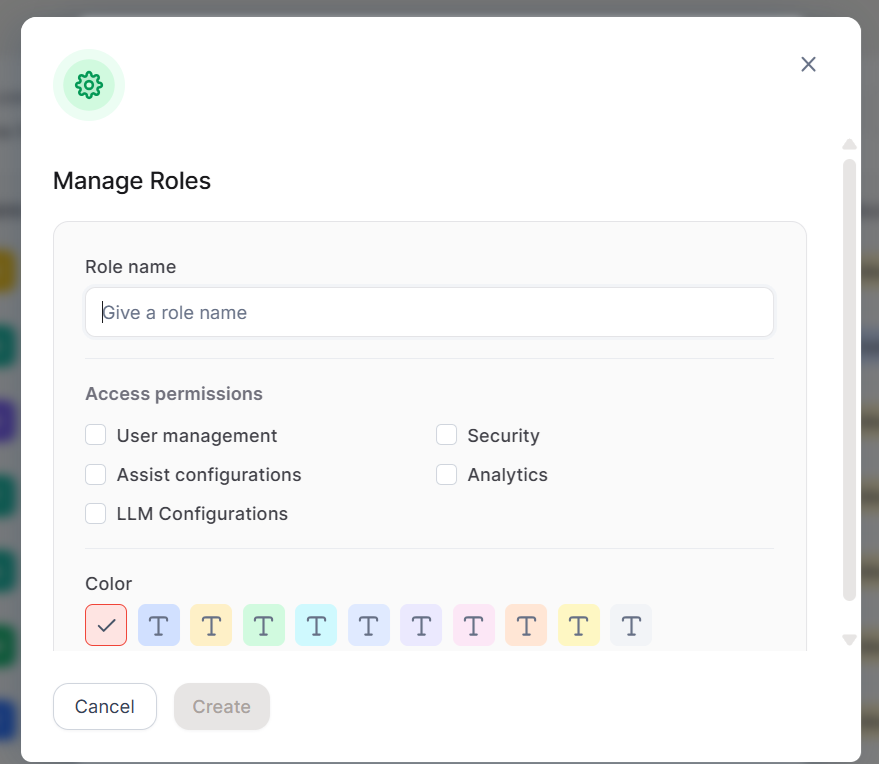 Manage Roles
Role name
Give a role name
Access permissions
User management
Security
Assist configurations
Analytics
LLM Configurations
Color
T T T T T T T T T T
Cancel
Create